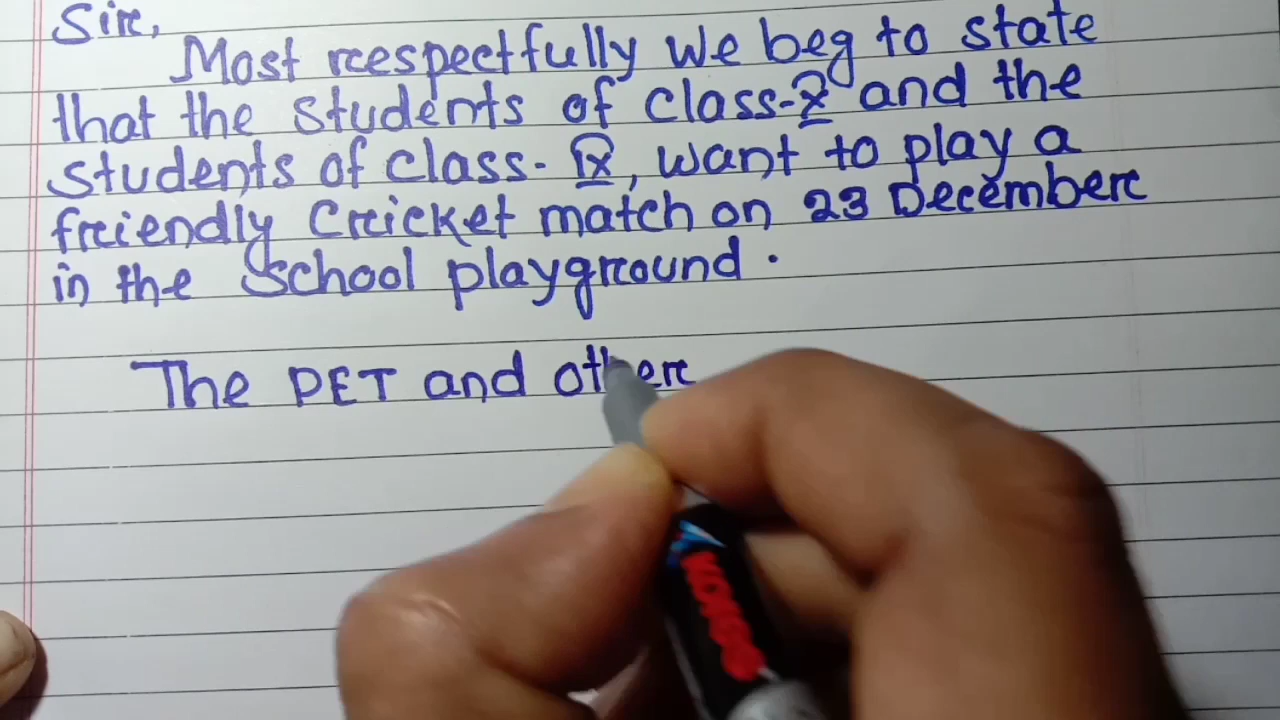 Sir,
Most respectfully We beg to state
that the students of class-X and the
students of class- IX, want to play a
friendly Cricket match on 23 December
in the School playground.
The PET and other